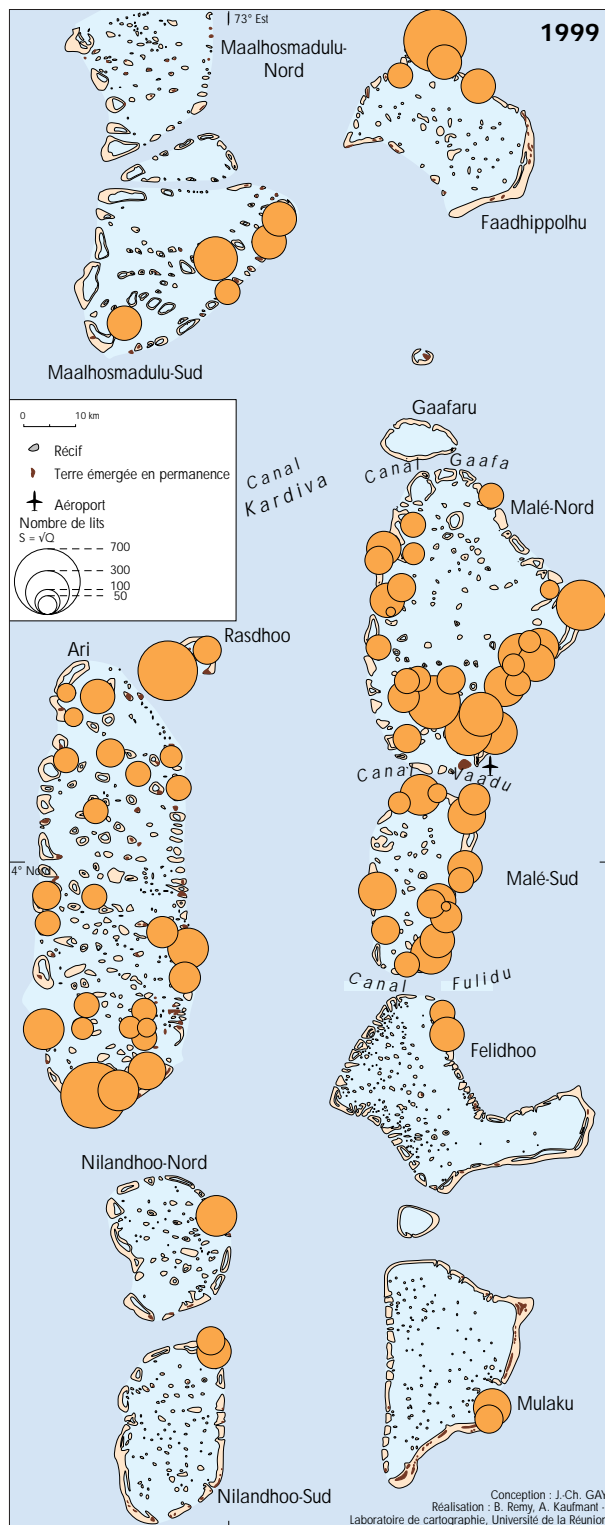 73° Est
1999
Maalhosmadulu-
Nord
Faadhippolhu
Maalhosmadulu-Sud
Gaafaru
0 10 km
Récif
Terre émergée en permanence
Aéroport
Nombre de lits
S = √Q
700
300
100
50
Canal
Kardiva
Canal Gaafa
Malé-Nord
Rasdhoo
Ari
Canal Vaadu
4° Nord
Malé-Sud
Canal Fulidu
Felidhoo
Nilandhoo-Nord
Mulaku
Nilandhoo-Sud
Conception : J.-Ch. GAY
Réalisation : B. Remy, A. Kaufmant -
Laboratoire de cartographie, Université de la Réunion